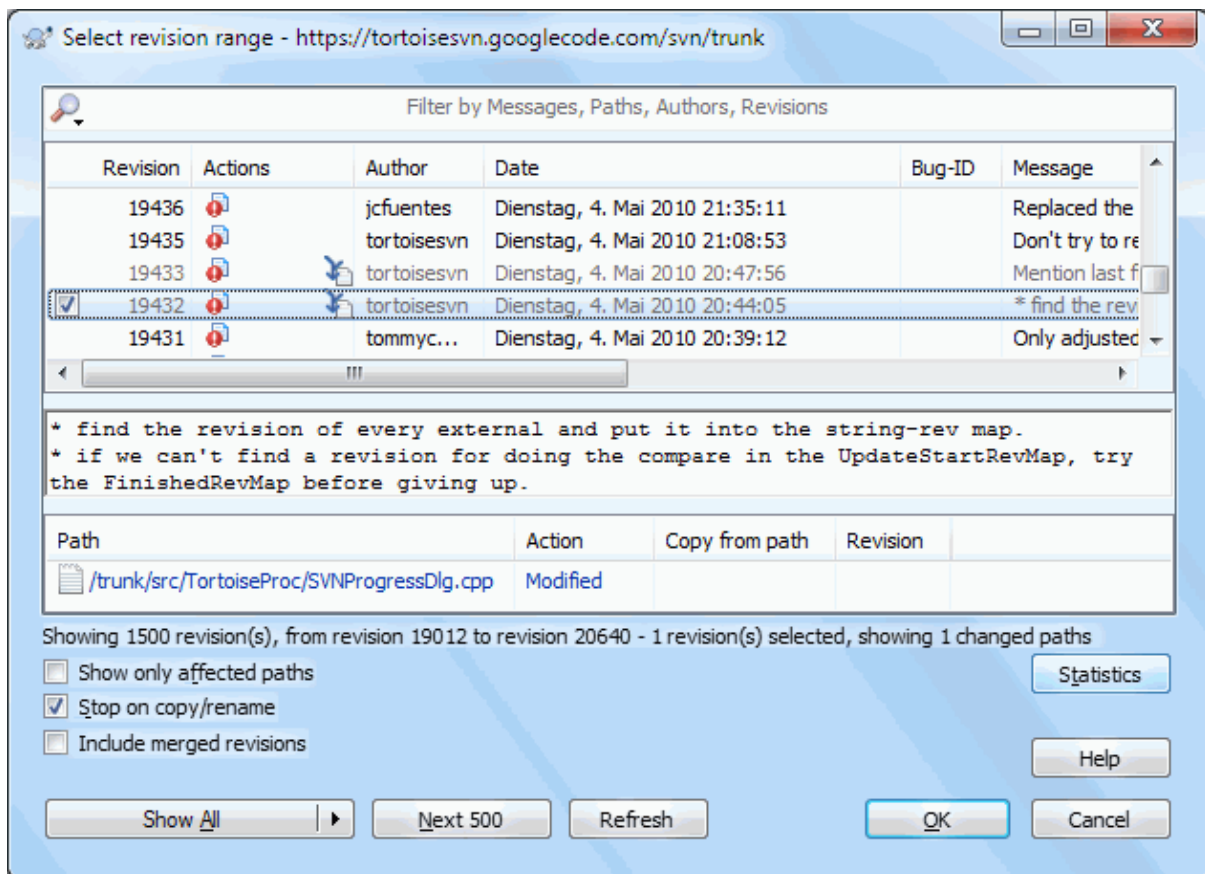 Select revision range - https://tortoisesvn.googlecode.com/svn/trunk
Filter by Messages, Paths, Authors, Revisions
Revision Actions Author Date Bug-ID Message
19436 jcfuentes Dienstag, 4. Mai 2010 21:35:11 Replaced the
19435 tortoisesvn Dienstag, 4. Mai 2010 21:08:53 Don't try to re
19433 tortoisesvn Dienstag, 4. Mai 2010 20:47:56 Mention last f
19432 tortoisesvn Dienstag, 4. Mai 2010 20:44:05 * find the rev
19431 tommyc... Dienstag, 4. Mai 2010 20:39:12 Only adjusted
* find the revision of every external and put it into the string-rev map.
* if we can't find a revision for doing the compare in the UpdateStartRevMap, try
the FinishedRevMap before giving up.
Path Action Copy from path Revision
/trunk/src/TortoiseProc/SVNProgressDlg.cpp Modified
Showing 1500 revision(s), from revision 19012 to revision 20640 - 1 revision(s) selected, showing 1 changed paths
Show only affected paths Statistics
Stop on copy/rename
Include merged revisions
Help
Show All Next 500 Refresh OK Cancel